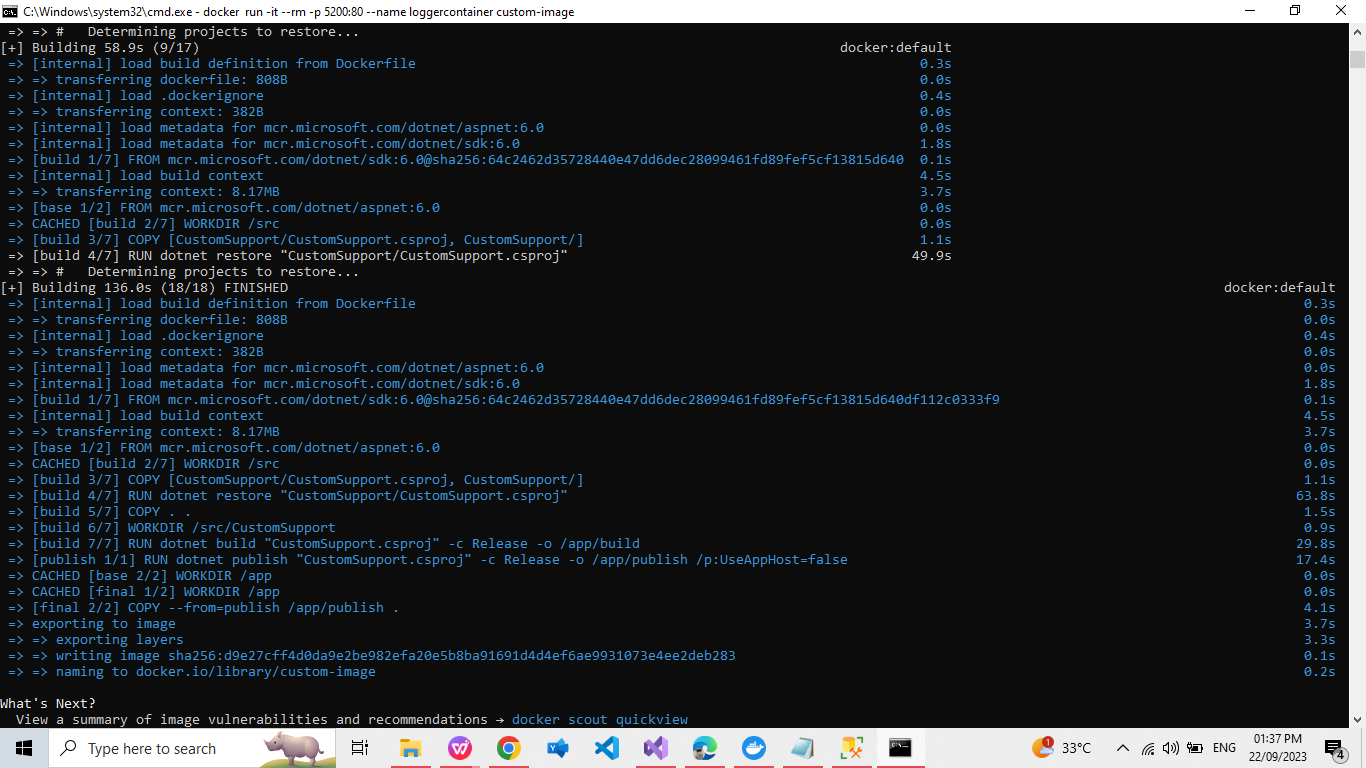 C:\Windows\system32\cmd.exe - docker run -it --rm -p 5200:80 --name loggercontainer custom-image
=> => #   Determining projects to restore...
[+] Building 58.9s (9/17) docker:default
=> [internal] load build definition from Dockerfile 0.3s
=> => transferring dockerfile: 808B 0.0s
=> [internal] load .dockerignore 0.4s
=> => transferring context: 382B 0.0s
=> [internal] load metadata for mcr.microsoft.com/dotnet/aspnet:6.0 0.0s
=> [internal] load metadata for mcr.microsoft.com/dotnet/sdk:6.0 1.8s
=> [build 1/7] FROM mcr.microsoft.com/dotnet/sdk:6.0@sha256:64c2462d35728440e47dd6dec28099461fd89fef5cf13815d640 0.1s
=> [internal] load build context 4.5s
=> => transferring context: 8.17MB 3.7s
=> [base 1/2] FROM mcr.microsoft.com/dotnet/aspnet:6.0 0.0s
=> CACHED [build 2/7] WORKDIR /src 0.0s
=> [build 3/7] COPY [CustomSupport/CustomSupport.csproj, CustomSupport/] 1.1s
=> [build 4/7] RUN dotnet restore "CustomSupport/CustomSupport.csproj" 49.9s
=> => #   Determining projects to restore...
[+] Building 136.0s (18/18) FINISHED docker:default
=> [internal] load build definition from Dockerfile 0.3s
=> => transferring dockerfile: 808B 0.0s
=> [internal] load .dockerignore 0.4s
=> => transferring context: 382B 0.0s
=> [internal] load metadata for mcr.microsoft.com/dotnet/aspnet:6.0 0.0s
=> [internal] load metadata for mcr.microsoft.com/dotnet/sdk:6.0 1.8s
=> [build 1/7] FROM mcr.microsoft.com/dotnet/sdk:6.0@sha256:64c2462d35728440e47dd6dec28099461fd89fef5cf13815d640df112c0333f9 0.1s
=> [internal] load build context 4.5s
=> => transferring context: 8.17MB 3.7s
=> [base 1/2] FROM mcr.microsoft.com/dotnet/aspnet:6.0 0.0s
=> CACHED [build 2/7] WORKDIR /src 0.0s
=> [build 3/7] COPY [CustomSupport/CustomSupport.csproj, CustomSupport/] 1.1s
=> [build 4/7] RUN dotnet restore "CustomSupport/CustomSupport.csproj" 63.8s
=> [build 5/7] COPY . . 1.5s
=> [build 6/7] WORKDIR /src/CustomSupport 0.9s
=> [build 7/7] RUN dotnet build "CustomSupport.csproj" -c Release -o /app/build 29.8s
=> [publish 1/1] RUN dotnet publish "CustomSupport.csproj" -c Release -o /app/publish /p:UseAppHost=false 17.4s
=> CACHED [base 2/2] WORKDIR /app 0.0s
=> CACHED [final 1/2] WORKDIR /app 0.0s
=> [final 2/2] COPY --from=publish /app/publish . 4.1s
=> exporting to image 3.7s
=> => exporting layers 3.3s
=> => writing image sha256:d9e27cff4d0da9e2be982efa20e5b8ba91691d4d4ef6ae9931073e4ee2deb283 0.1s
=> => naming to docker.io/library/custom-image 0.2s
What's Next?
View a summary of image vulnerabilities and recommendations → docker scout quickview
Type here to search
1
33°C
ENG
01:37 PM
22/09/2023
4